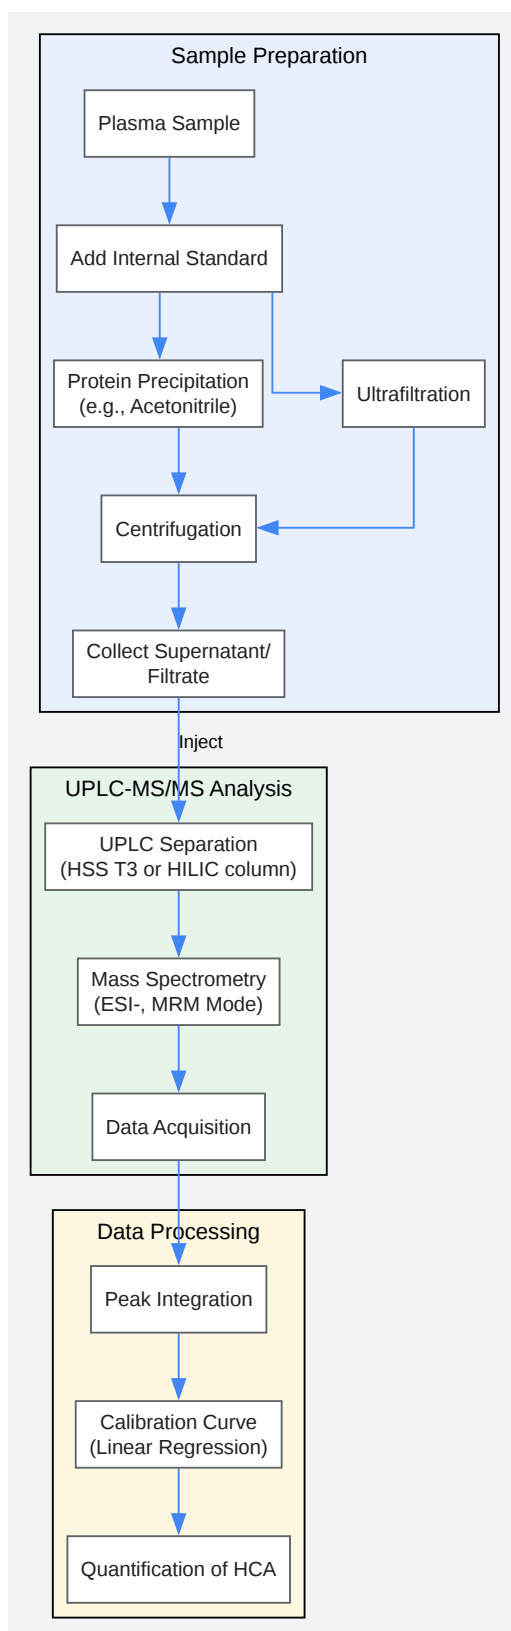 Sample Preparation
Plasma Sample
Add Internal Standard
Protein Precipitation
(e.g., Acetonitrile)
Ultrafiltration
Centrifugation
Collect Supernatant/
Filtrate
Inject
UPLC-MS/MS Analysis
UPLC Separation
(HSS T3 or HILIC column)
Mass Spectrometry
(ESI-, MRM Mode)
Data Acquisition
Data Processing
Peak Integration
Calibration Curve
(Linear Regression)
Quantification of HCA